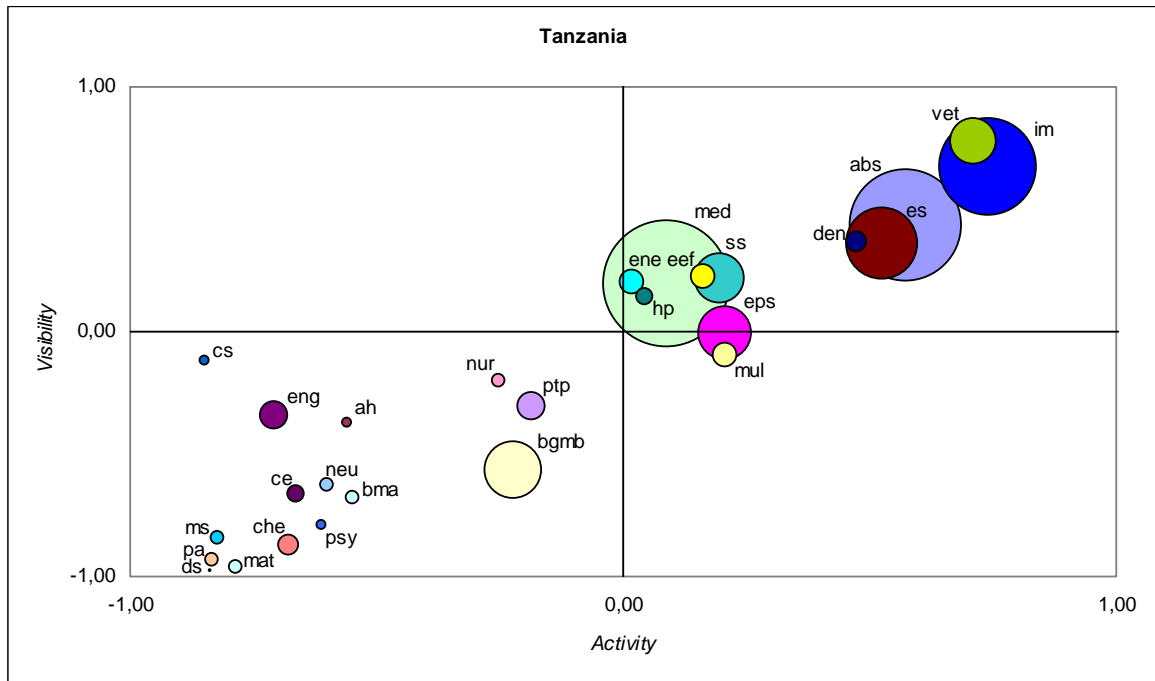 Tanzania
1,00
vet
im
abs
med
es
den
ss
ene eef
hp
eps
0,00
cs
mul
nur
ptp
eng
ah
bgmb
neu
ce
bma
ms
che
psy
pa
mat
ds
-1,00
-1,00
0,00
1,00
Visibility
Activity